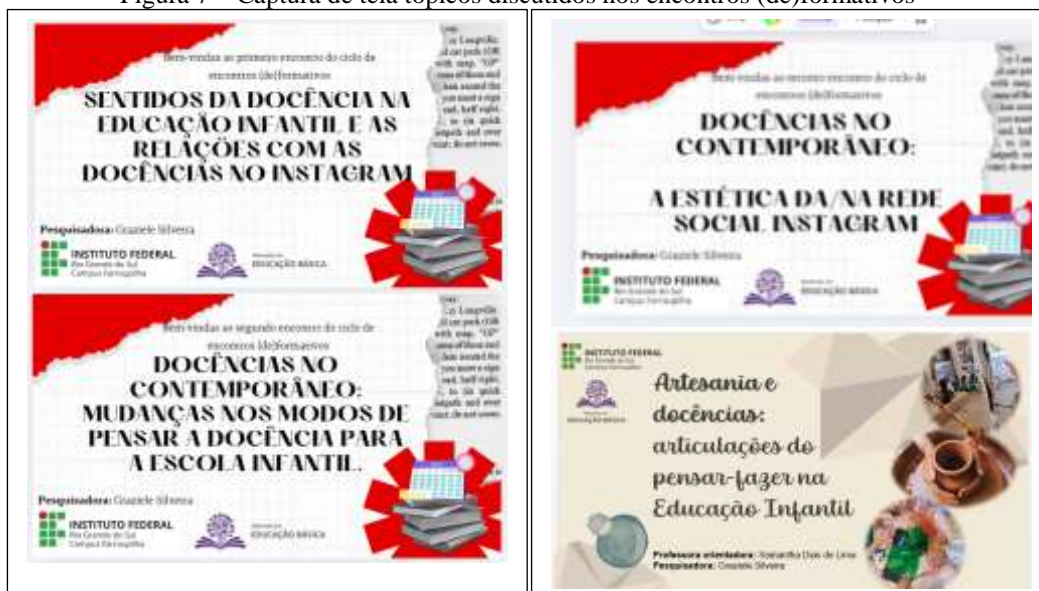 Figura 7 – Captura de tela tópicos discutidos nos encontros (de)formativos
Bem-vindas ao primeiro encontro do ciclo de
encontros (de)formativos
SENTIDOS DA DOCÊNCIA NA
EDUCAÇÃO INFANTIL E AS
RELAÇÕES COM AS
DOCÊNCIAS NO INSTAGRAM
Pesquisadora: Graziele Silveira
INSTITUTO FEDERAL
Rio Grande do Sul
Campus Farroupilha
EDUCAÇÃO BÁSICA
Bem-vindas ao segundo encontro do ciclo de
encontros (de)formativos
DOCÊNCIAS NO
CONTEMPORÂNEO:
MUDANÇAS NOS MODOS DE
PENSAR A DOCÊNCIA PARA
A ESCOLA INFANTIL.
Pesquisadora: Graziele Silveira
INSTITUTO FEDERAL
Rio Grande do Sul
Campus Farroupilha
EDUCAÇÃO BÁSICA
Bem-vindas ao terceiro encontro do ciclo de
encontros (de)formativos
DOCÊNCIAS NO
CONTEMPORÂNEO:
A ESTÉTICA DA/NA REDE
SOCIAL INSTAGRAM
Pesquisadora: Graziele Silveira
INSTITUTO FEDERAL
Rio Grande do Sul
Campus Farroupilha
EDUCAÇÃO BÁSICA
INSTITUTO FEDERAL
Rio Grande do Sul
EDUCAÇÃO BÁSICA
Artesania e
docências:
articulações do
pensar-fazer na
Educação Infantil
Professora orientadora: Samantha Dias de Lima
Pesquisadora: Graziele Silveira